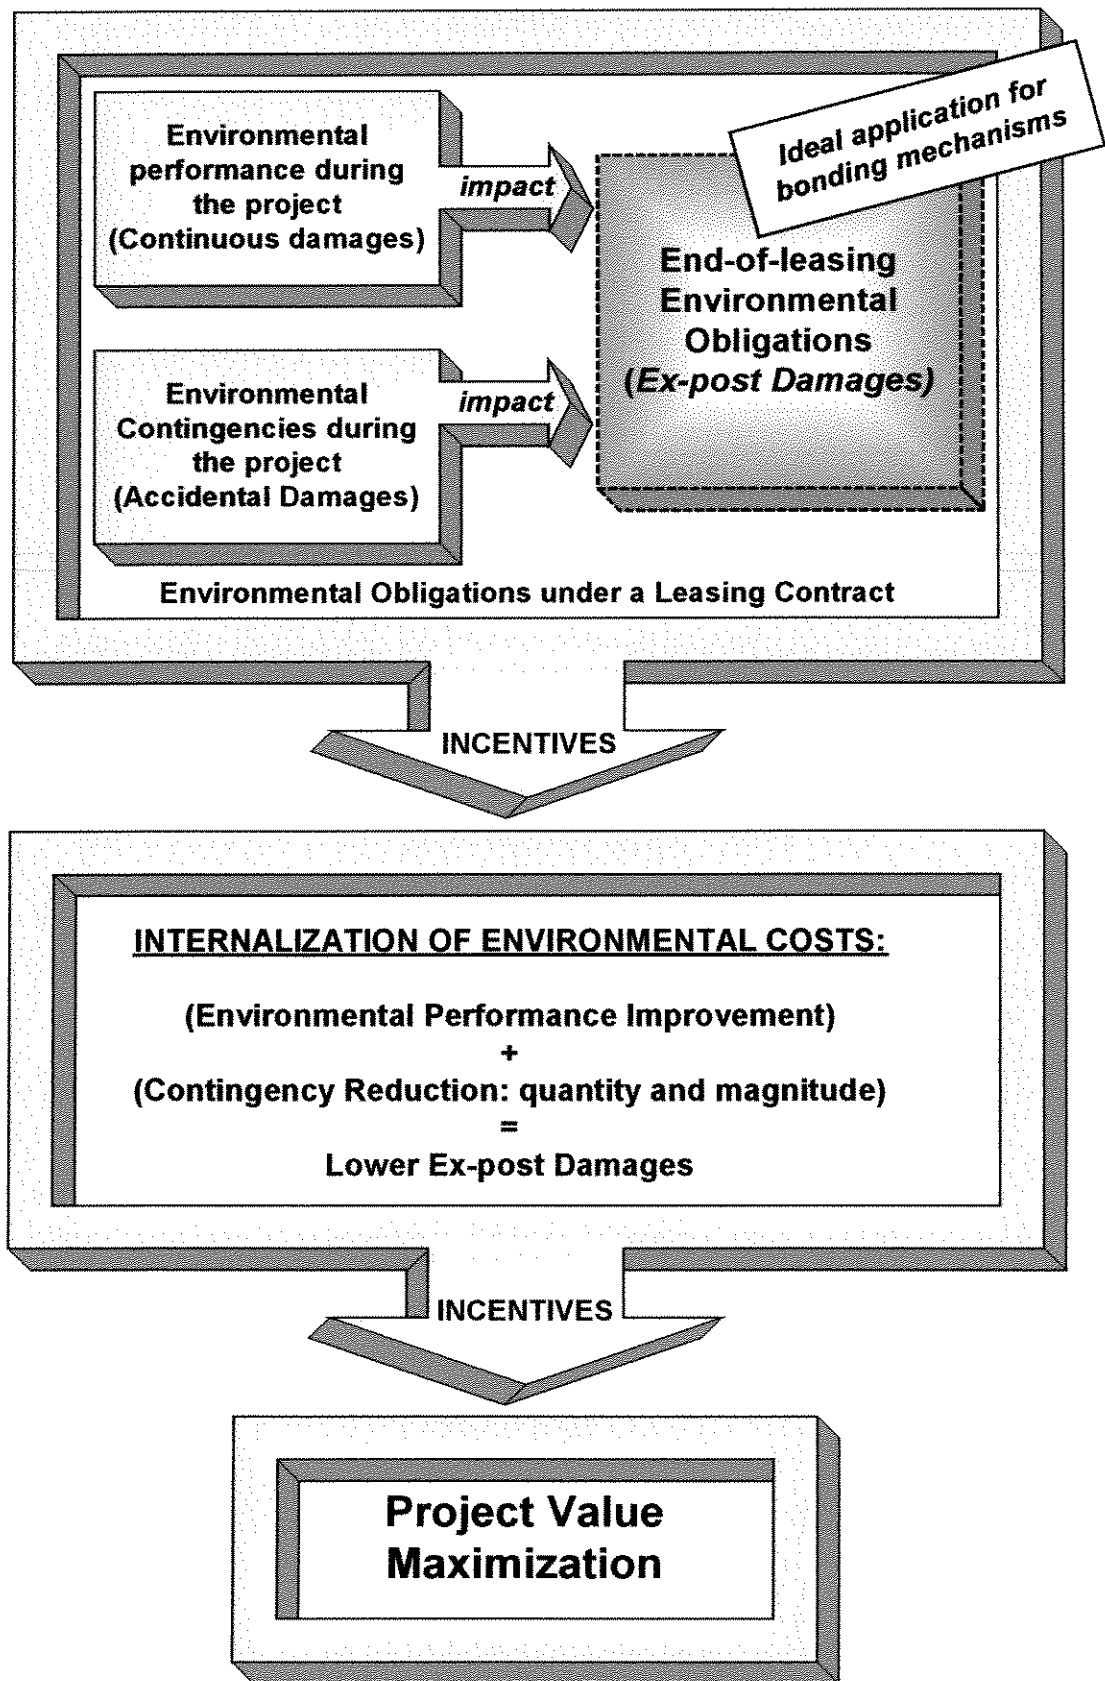 Ideal application for
bonding mechanisms
Environmental
performance during
the project
(Continuous damages)
impact
End-of-leasing
Environmental
Obligations
(Ex-post Damages)
Environmental
Contingencies during
the project
(Accidental Damages)
impact
Environmental Obligations under a Leasing Contract
INCENTIVES
INTERNALIZATION OF ENVIRONMENTAL COSTS:
(Environmental Performance Improvement)
+
(Contingency Reduction: quantity and magnitude)
=
Lower Ex-post Damages
INCENTIVES
Project Value
Maximization